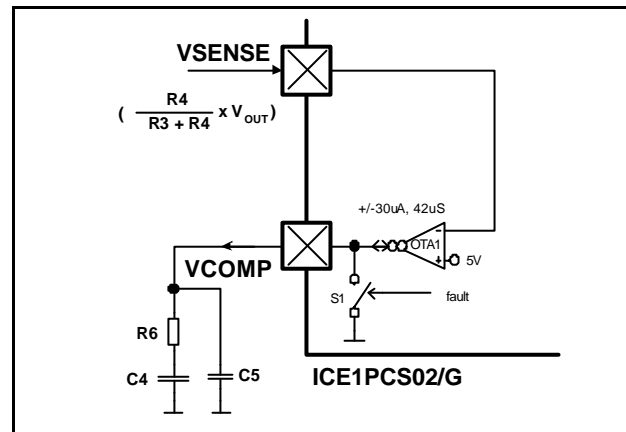 VSENSE
( R4
R3 + R4 x VOUT)
+/-30uA, 42uS
OTA1
-
+
5V
VCOMP
S1
fault
R6
C4
C5
ICE1PCS02/G